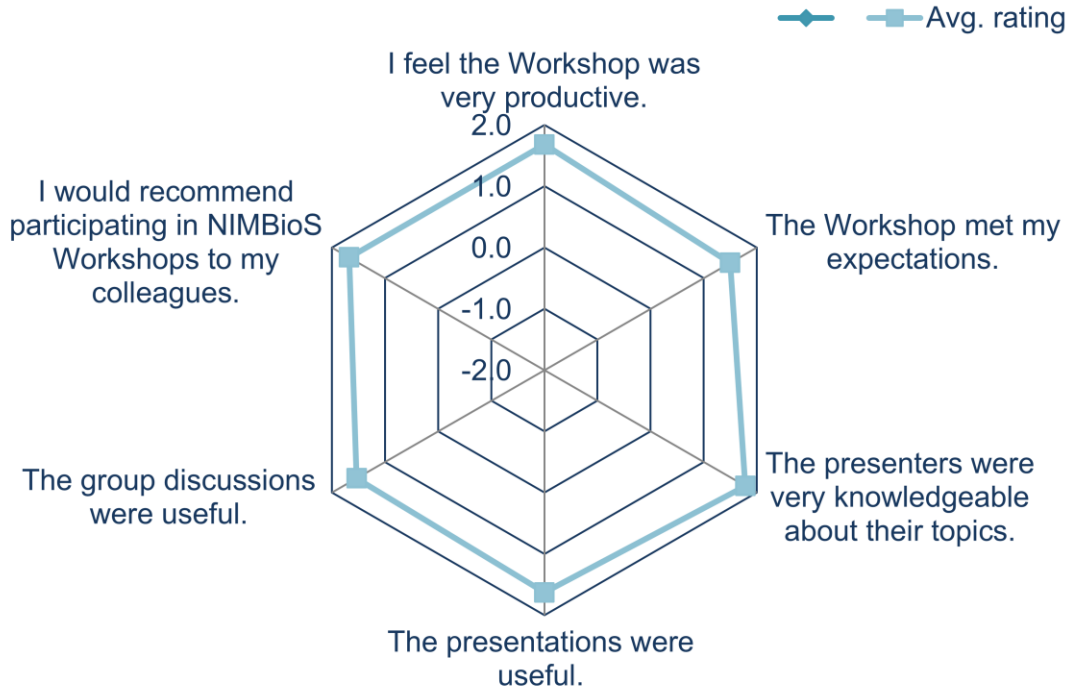 Avg. rating
I feel the Workshop was
very productive.
2.0
1.0
0.0
-1.0
-2.0
The Workshop met my
expectations.
The presenters were
very knowledgeable
about their topics.
The presentations were
useful.
The group discussions
were useful.
I would recommend
participating in NIMBioS
Workshops to my
colleagues.